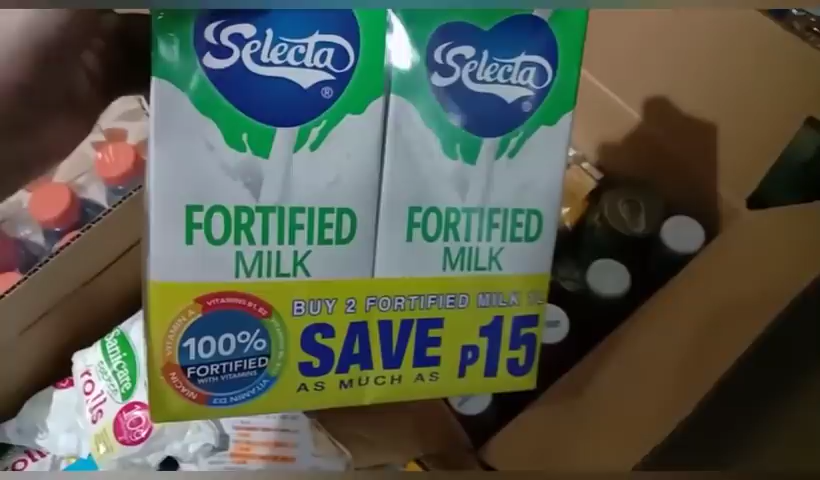 Selecta
®
FORTIFIED
MILK
Selecta
®
FORTIFIED
MILK
BUY 2 FORTIFIED MILK
SAVE P15
AS MUCH AS
VITAMIN A
VITAMINS B1, B2
100%
FORTIFIED
WITH VITAMINS
NIACIN
VITAMIN D3
Sanicare
rolls